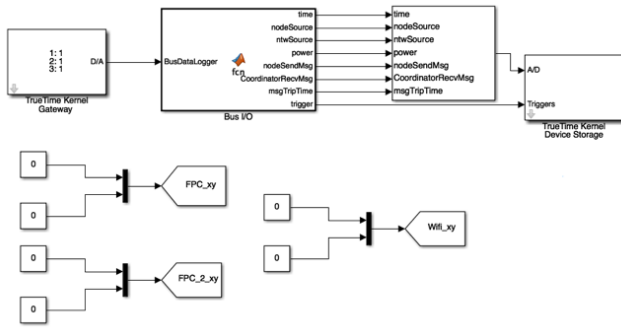 1: 1
2: 1
3: 1
D/A
TrueTime Kernel
Gateway
BusDataLogger
fcn
time
nodeSource
ntwSource
power
nodeSendMsg
CoordinatorRecvMsg
msgTripTime
trigger
Bus I/O
time
nodeSource
ntwSource
power
nodeSendMsg
CoordinatorRecvMsg
msgTripTime
A/D
Triggers
TrueTime Kernel
Device Storage
0
0
FPC_xy
0
0
FPC_2_xy
0
0
Wifi_xy